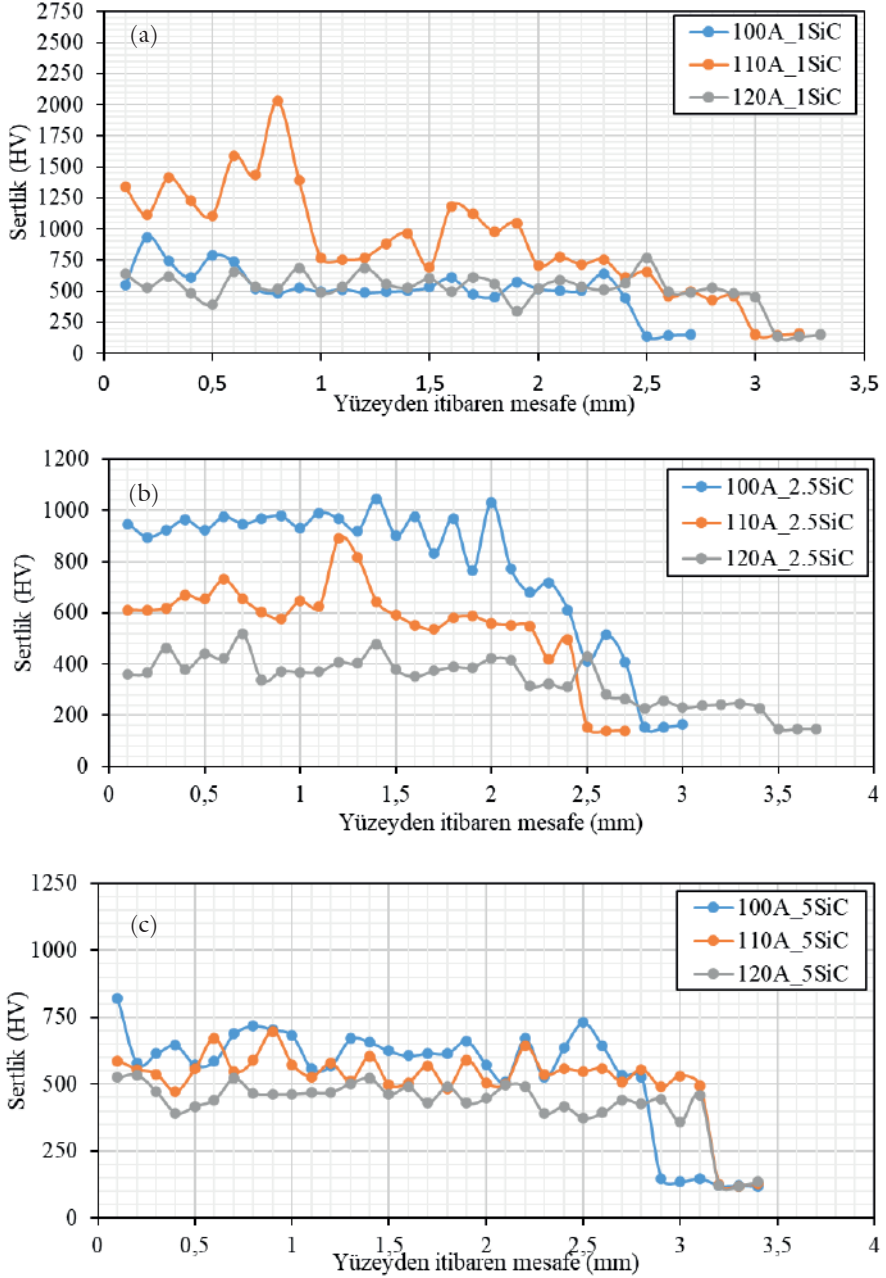 (a)
100A_1SiC
110A_1SiC
120A_1SiC
Sertlik (HV)
2750
2500
2250
2000
1750
1500
1250
1000
750
500
250
0
0 0,5 1 1,5 2 2,5 3 3,5
Yüzeyden itibaren mesafe (mm)
(b)
100A_2.5SiC
110A_2.5SiC
120A_2.5SiC
Sertlik (HV)
1200
1000
800
600
400
200
0
0 0,5 1 1,5 2 2,5 3 3,5 4
Yüzeyden itibaren mesafe (mm)
(c)
100A_5SiC
110A_5SiC
120A_5SiC
Sertlik (HV)
1250
1000
750
500
250
0
0 0,5 1 1,5 2 2,5 3 3,5 4
Yüzeyden itibaren mesafe (mm)